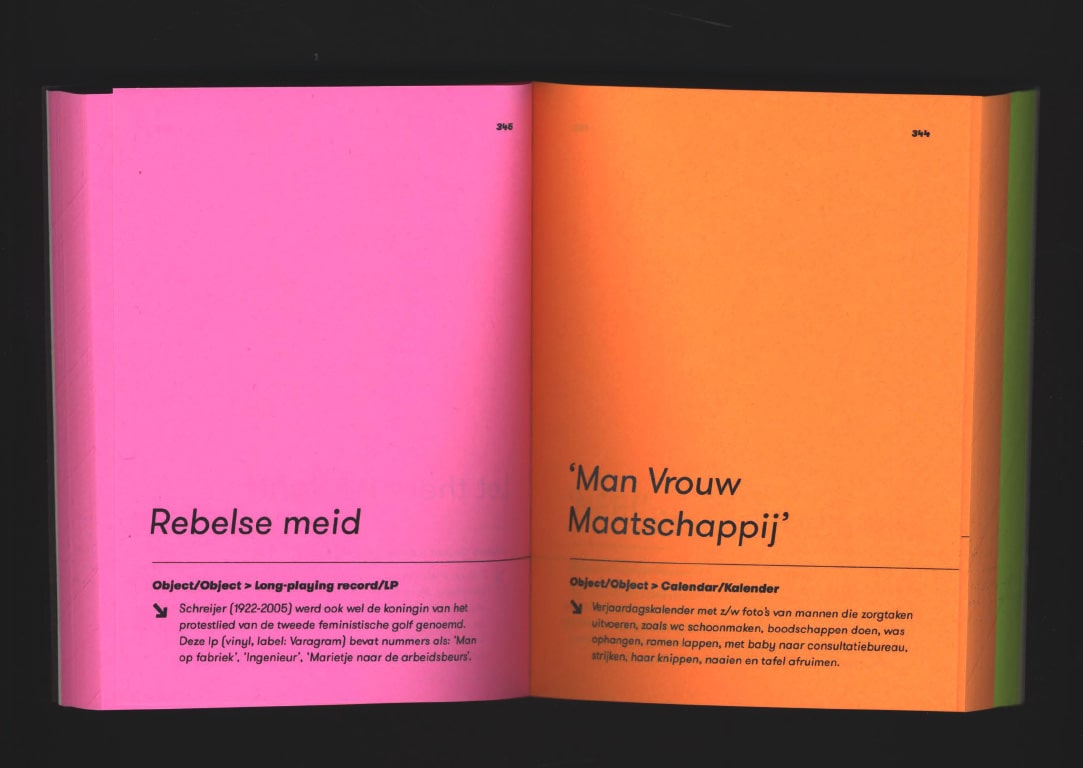 346
Rebelse meid
Object/Object > Long-playing record/LP
Schreijer (1922-2005) werd ook wel de koningin van het
protestlied van de tweede feministische golf genoemd.
Deze lp (vinyl, label: Varagram) bevat nummers als: 'Man
op fabriek', 'Ingenieur', 'Marietje naar de arbeidsbeurs'.
344
'Man Vrouw
Maatschappij'
Object/Object > Calendar/Kalender
Verjaardagskalender met z/w foto's van mannen die zorgtaken
uitvoeren, zoals wc schoonmaken, boodschappen doen, was
ophangen, ramen lappen, met baby naar consultatiebureau,
strijken, haar knippen, naaien en tafel afruimen.